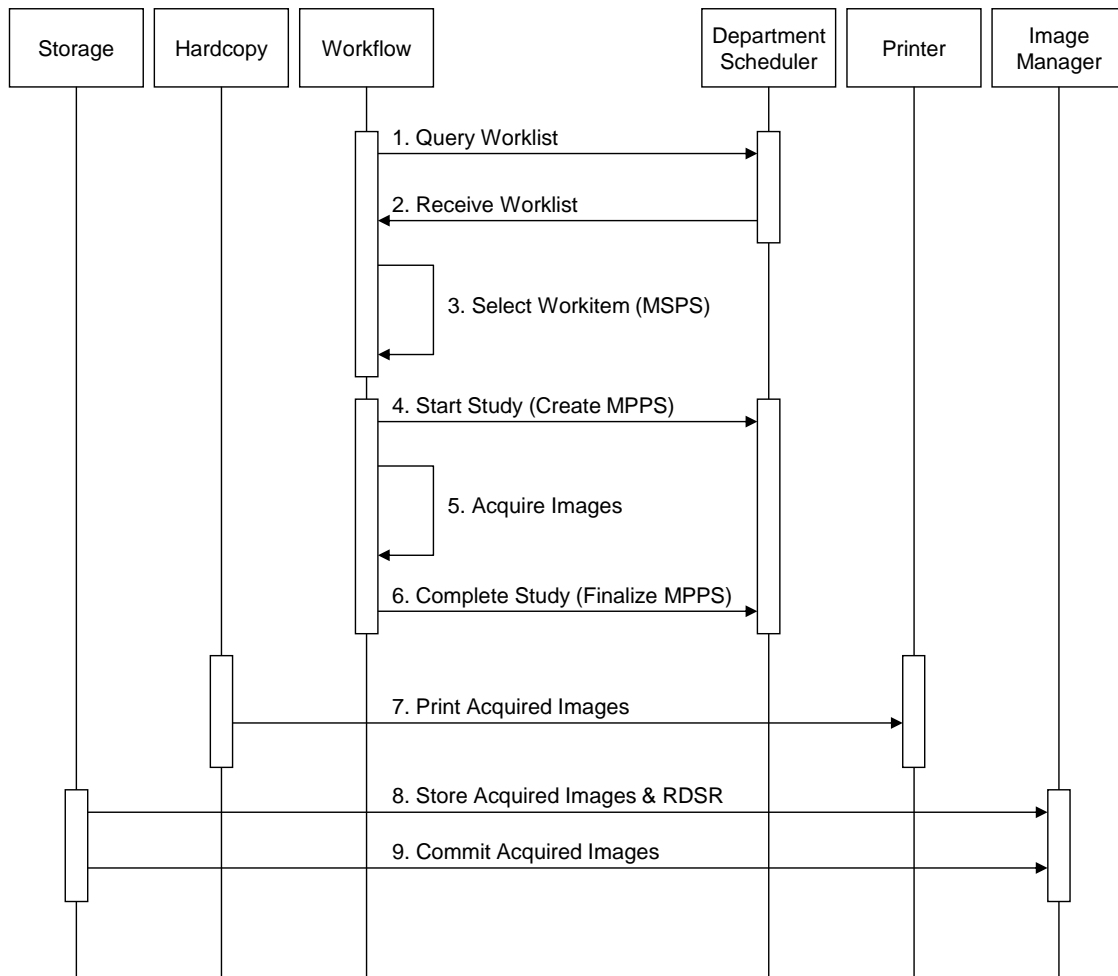 Storage
Hardcopy
Workflow
Department
Scheduler
Printer
Image
Manager
1. Query Worklist
2. Receive Worklist
3. Select Workitem (MSPS)
4. Start Study (Create MPPS)
5. Acquire Images
6. Complete Study (Finalize MPPS)
7. Print Acquired Images
8. Store Acquired Images & RDSR
9. Commit Acquired Images